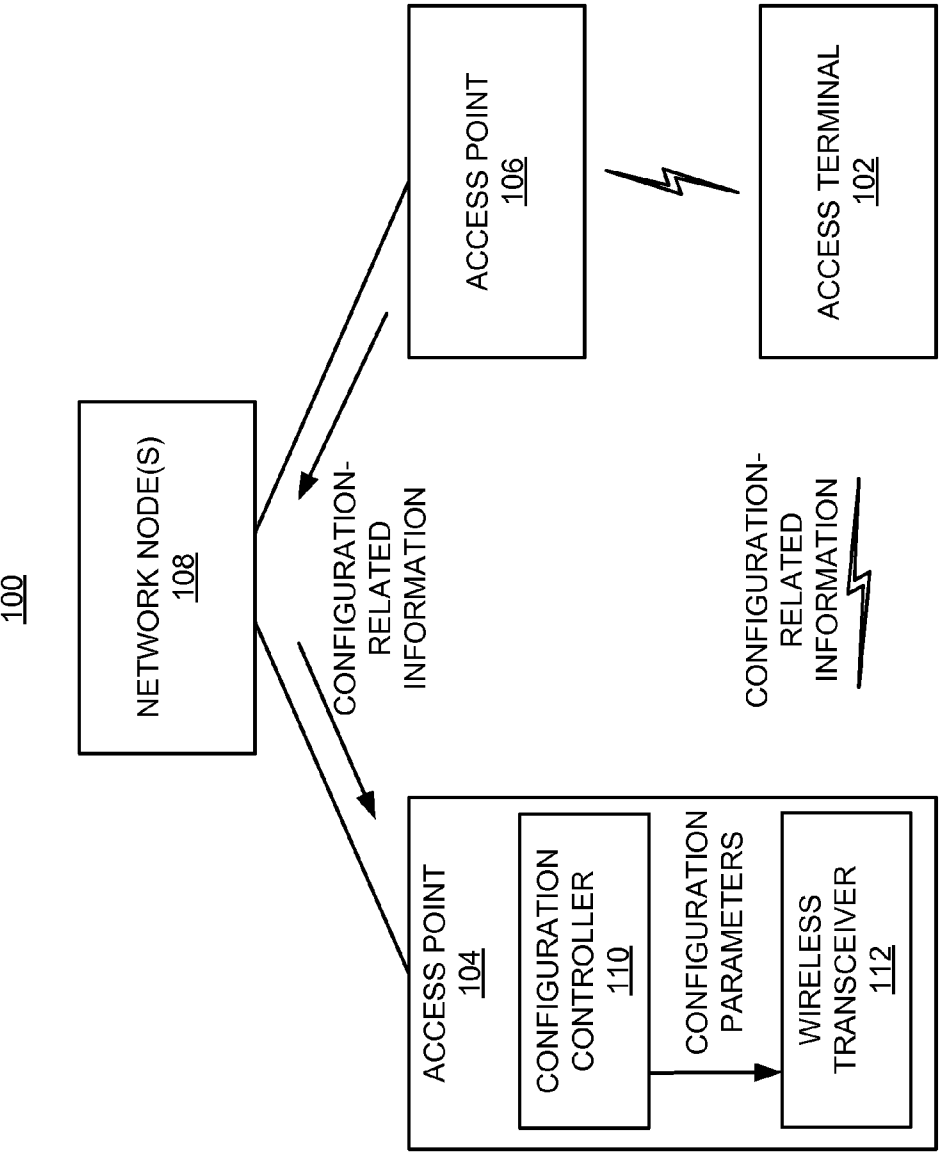 100
NETWORK NODE(S)
108
CONFIGURATION-
RELATED
INFORMATION
ACCESS POINT
104
CONFIGURATION
CONTROLLER
110
CONFIGURATION
PARAMETERS
WIRELESS
TRANSCEIVER
112
ACCESS POINT
106
CONFIGURATION-
RELATED
INFORMATION
ACCESS TERMINAL
102